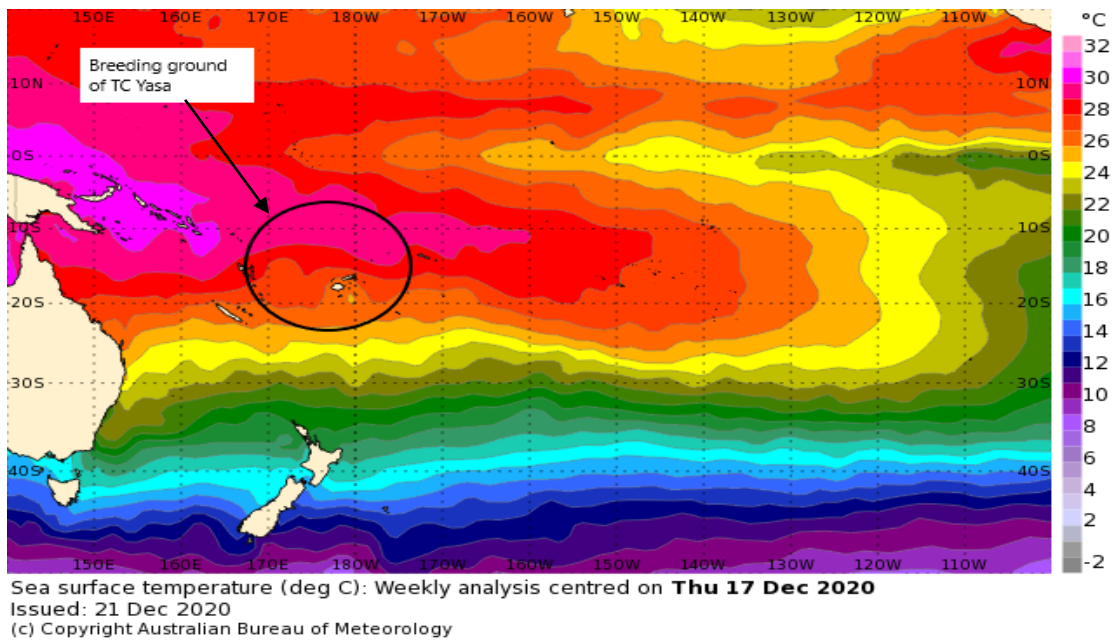 °C
Breeding ground
of TC Yasa
10N
0S
10S
20S
30S
40S
10N
0S
10S
20S
30S
40S
150E 160E 170E 180W 170W 160W 150W 140W 130W 120W 110W
150E 160E 170E 180W 170W 160W 150W 140W 130W 120W 110W
32
30
28
26
24
22
20
18
16
14
12
10
8
6
4
2
-2
Sea surface temperature (deg C): Weekly analysis centred on Thu 17 Dec 2020
Issued: 21 Dec 2020
(c) Copyright Australian Bureau of Meteorology